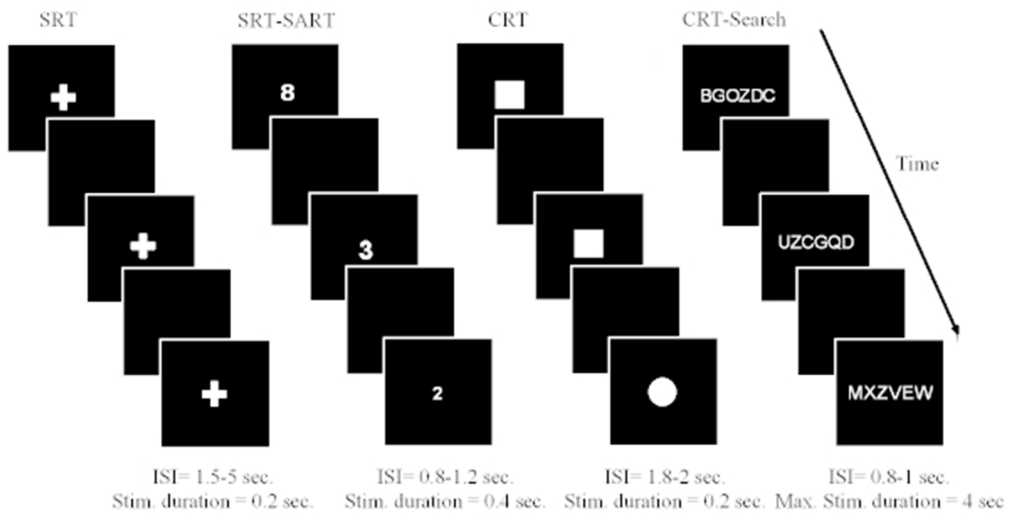 SRT
SRT-SART
CRT
CRT-Search
8
BGOZDC
Time
3
UZCGQD
2
MXZVEW
ISI= 1.5-5 sec.
Stim. duration = 0.2 sec.
ISI= 0.8-1.2 sec.
Stim. duration = 0.4 sec.
ISI= 1.8-2 sec.
Stim. duration = 0.2 sec.
ISI= 0.8-1 sec.
Max. Stim. duration = 4 sec